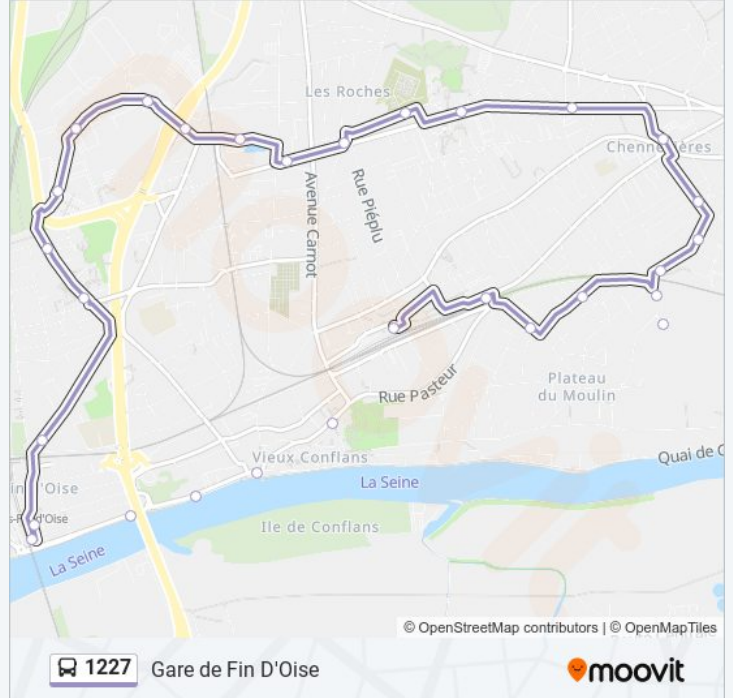 Les Roches
Chennevières
Avenue Carnot
Rue Piéplu
Rue Pasteur
Plateau
du Moulin
Vieux Conflans
Quai de C
La Seine
in d'Oise
d'Oise
Ile de Conflans
La Seine
© OpenStreetMap contributors | © OpenMapTiles
1227 Gare de Fin D'Oise
moovit